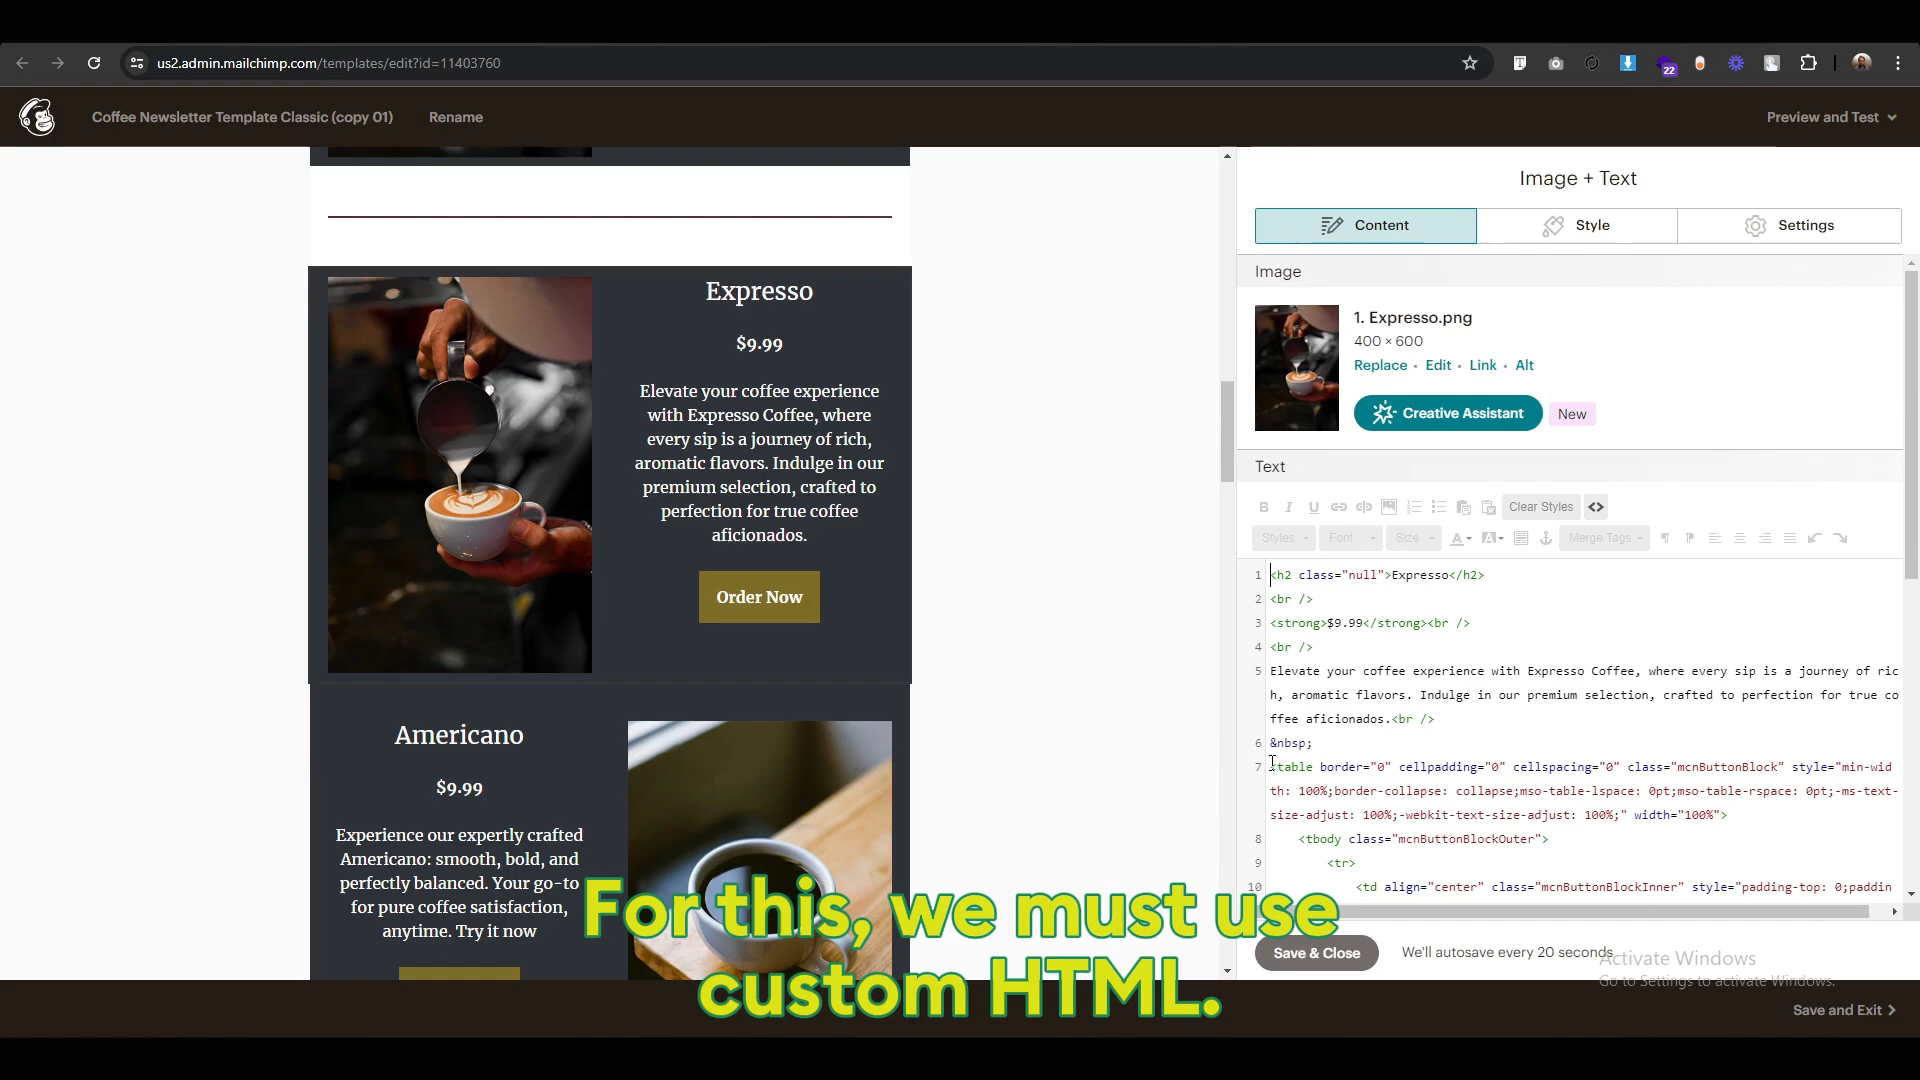 us2.admin.mailchimp.com/templates/edit?id=11403760
22
Coffee Newsletter Template Classic (copy 01)
Rename
Preview and Test
Expresso
$9.99
Elevate your coffee experience
with Expresso Coffee, where
every sip is a journey of rich,
aromatic flavors. Indulge in our
premium selection, crafted to
perfection for true coffee
aficionados.
Order Now
Americano
$9.99
Experience our expertly crafted
Americano: smooth, bold, and
perfectly balanced. Your go-to
for pure coffee satisfaction,
anytime. Try it now
Image + Text
Content
Style
Settings
Image
1. Expresso.png
400 × 600
Replace • Edit • Link • Alt
Creative Assistant
New
Text
B I U
Clear Styles
<>
Styles
Font
Size
A
A
Merge Tags
1 <h2 class="null">Expresso</h2>
2 <br />
3 <strong>$9.99</strong><br />
4 <br />
5 Elevate your coffee experience with Expresso Coffee, where every sip is a journey of ric
h, aromatic flavors. Indulge in our premium selection, crafted to perfection for true co
ffee aficionados.<br />
6 &nbsp;
7 <table border="0" cellpadding="0" cellspacing="0" class="mcnButtonBlock" style="min-wid
th: 100%;border-collapse: collapse;mso-table-lspace: 0pt;mso-table-rspace: 0pt;-ms-text-
size-adjust: 100%;-webkit-text-size-adjust: 100%;" width="100%">
8 <tbody class="mcnButtonBlockOuter">
9 <tr>
10 <td align="center" class="mcnButtonBlockInner" style="padding-top: 0;paddin
Save & Close
We'll autosave every 20 seconds
Activate Windows
Go to Settings to activate Windows.
Save and Exit
For this, we must use
custom HTML.